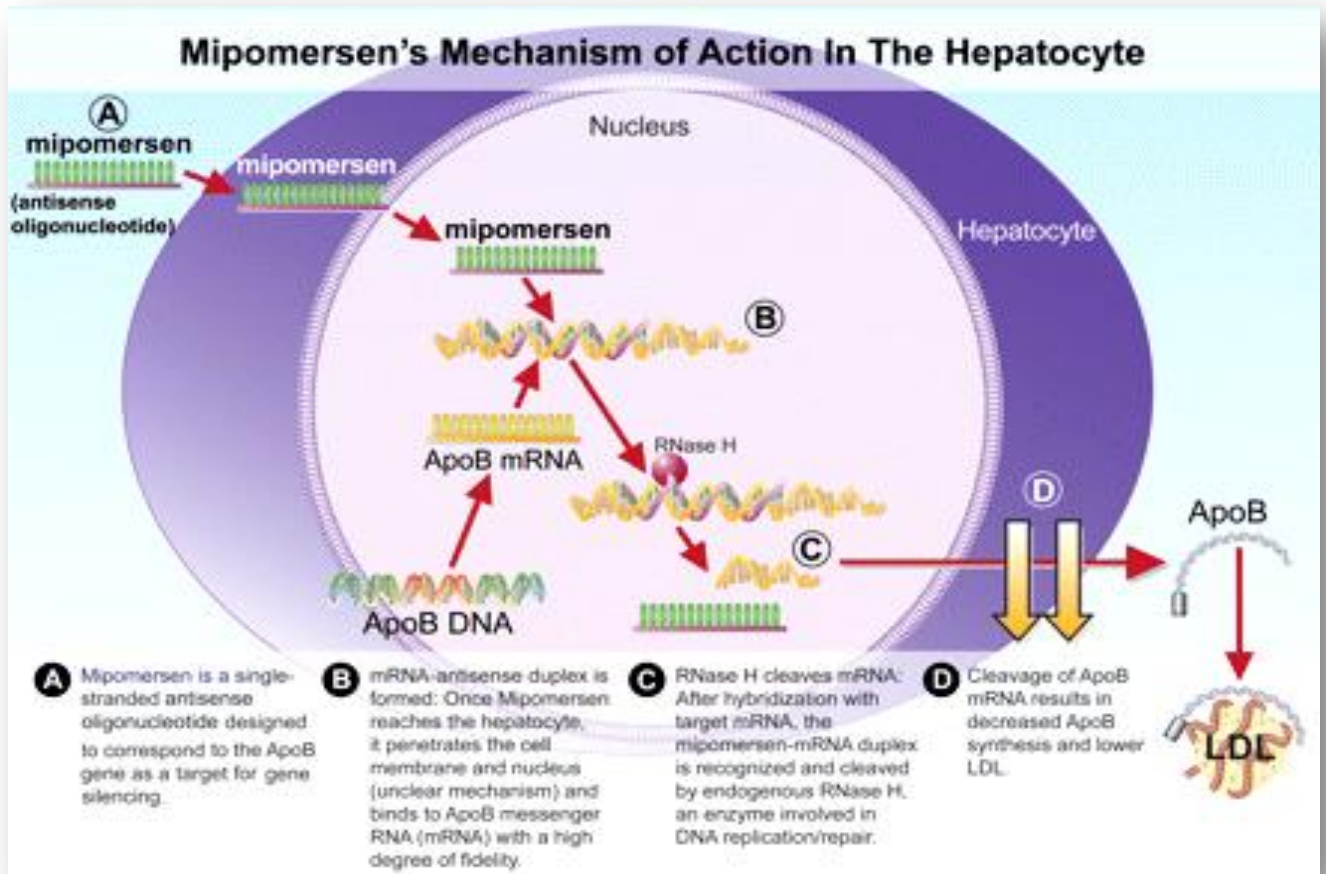 Mipomersen's Mechanism of Action In The Hepatocyte
A
mipomersen
(antisense
oligonucleotide)
mipomersen
Nucleus
mipomersen
Hepatocyte
B
ApoB mRNA
RNase H
ApoB DNA
C
D
ApoB
LDL
A
Mipomersen is a single-
stranded antisense
oligonucleotide designed
to correspond to the ApoB
gene as a target for gene
silencing.
B
mRNA-antisense duplex is
formed: Once Mipomersen
reaches the hepatocyte,
it penetrates the cell
membrane and nucleus
(unclear mechanism) and
binds to ApoB messenger
RNA (mRNA) with a high
degree of fidelity.
C
RNase H cleaves mRNA:
After hybridization with
target mRNA, the
mipomersen-mRNA duplex
is recognized and cleaved
by endogenous RNase H,
an enzyme involved in
DNA replication/repair.
D
Cleavage of ApoB
mRNA results in
decreased ApoB
synthesis and lower
LDL.